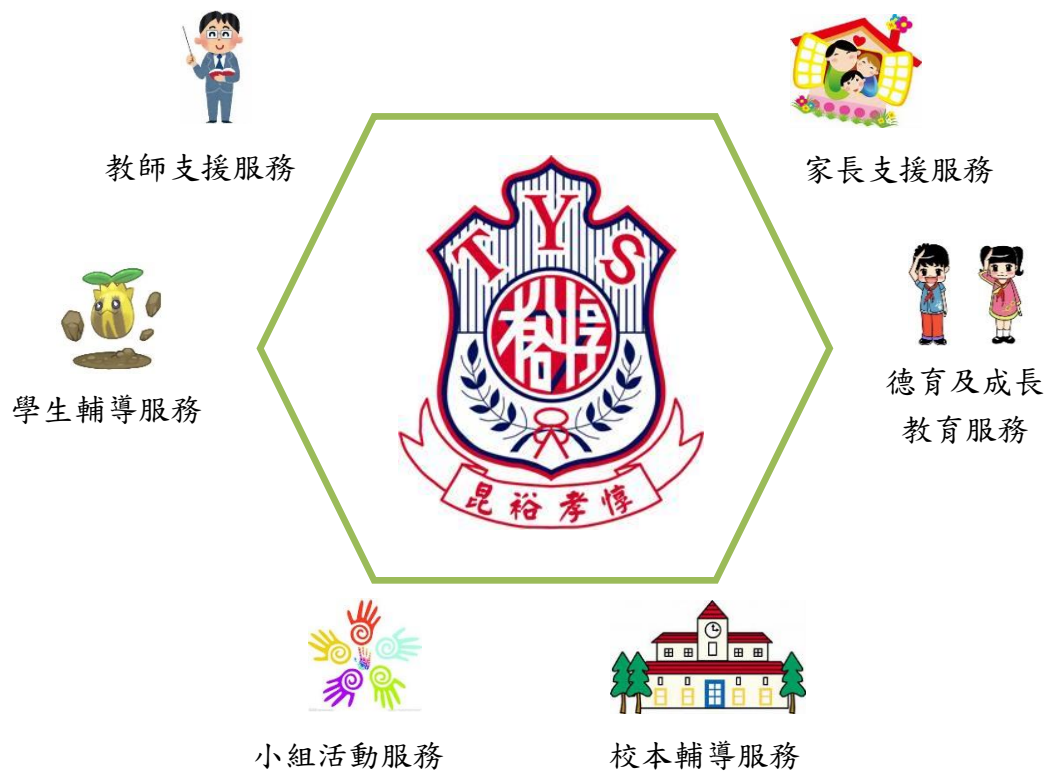 教師支援服務
家長支援服務
TYS
裕惇
昆裕孝惇
學生輔導服務
德育及成長
教育服務
小組活動服務
校本輔導服務